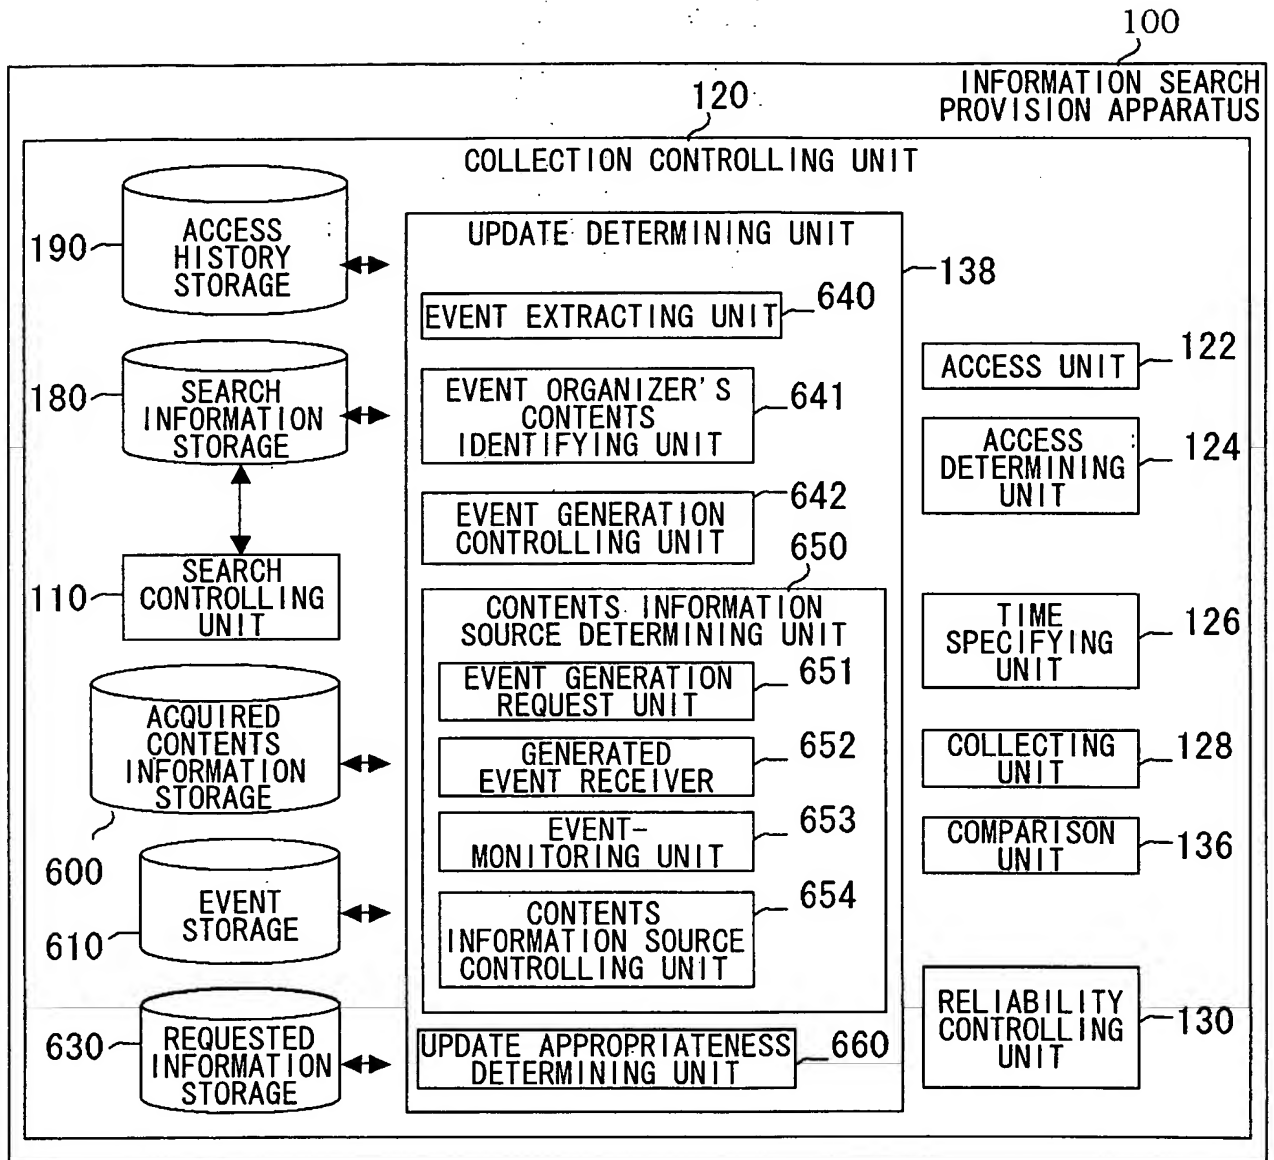 100
INFORMATION SEARCH
PROVISION APPARATUS
120
COLLECTION CONTROLLING UNIT
190
ACCESS
HISTORY
STORAGE
180
SEARCH
INFORMATION
STORAGE
110
SEARCH
CONTROLLING
UNIT
ACQUIRED
CONTENTS
INFORMATION
STORAGE
600
EVENT
STORAGE
610
630
REQUESTED
INFORMATION
STORAGE
UPDATE DETERMINING UNIT
138
EVENT EXTRACTING UNIT
640
EVENT ORGANIZER'S
CONTENTS
IDENTIFYING UNIT
641
EVENT GENERATION
CONTROLLING UNIT
642
650
CONTENTS INFORMATION
SOURCE DETERMINING UNIT
EVENT GENERATION
REQUEST UNIT
651
GENERATED
EVENT RECEIVER
652
EVENT-
MONITORING UNIT
653
CONTENTS
INFORMATION SOURCE
CONTROLLING UNIT
654
UPDATE APPROPRIATENESS
DETERMINING UNIT
660
ACCESS UNIT
122
ACCESS
DETERMINING
UNIT
124
TIME
SPECIFYING
UNIT
126
COLLECTING
UNIT
128
COMPARISON
UNIT
136
RELIABILITY
CONTROLLING
UNIT
130